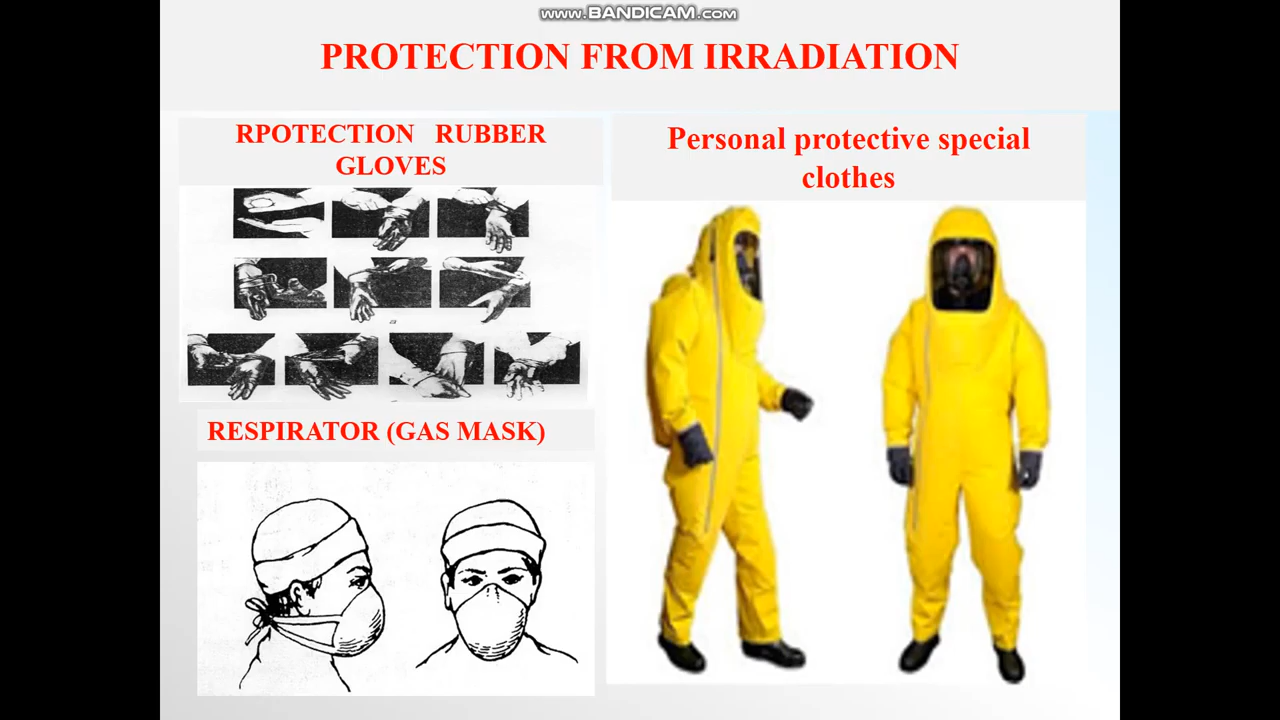 www.BANDICAM.com
PROTECTION FROM IRRADIATION
RPOTECTION RUBBER
GLOVES
Personal protective special
clothes
RESPIRATOR (GAS MASK)